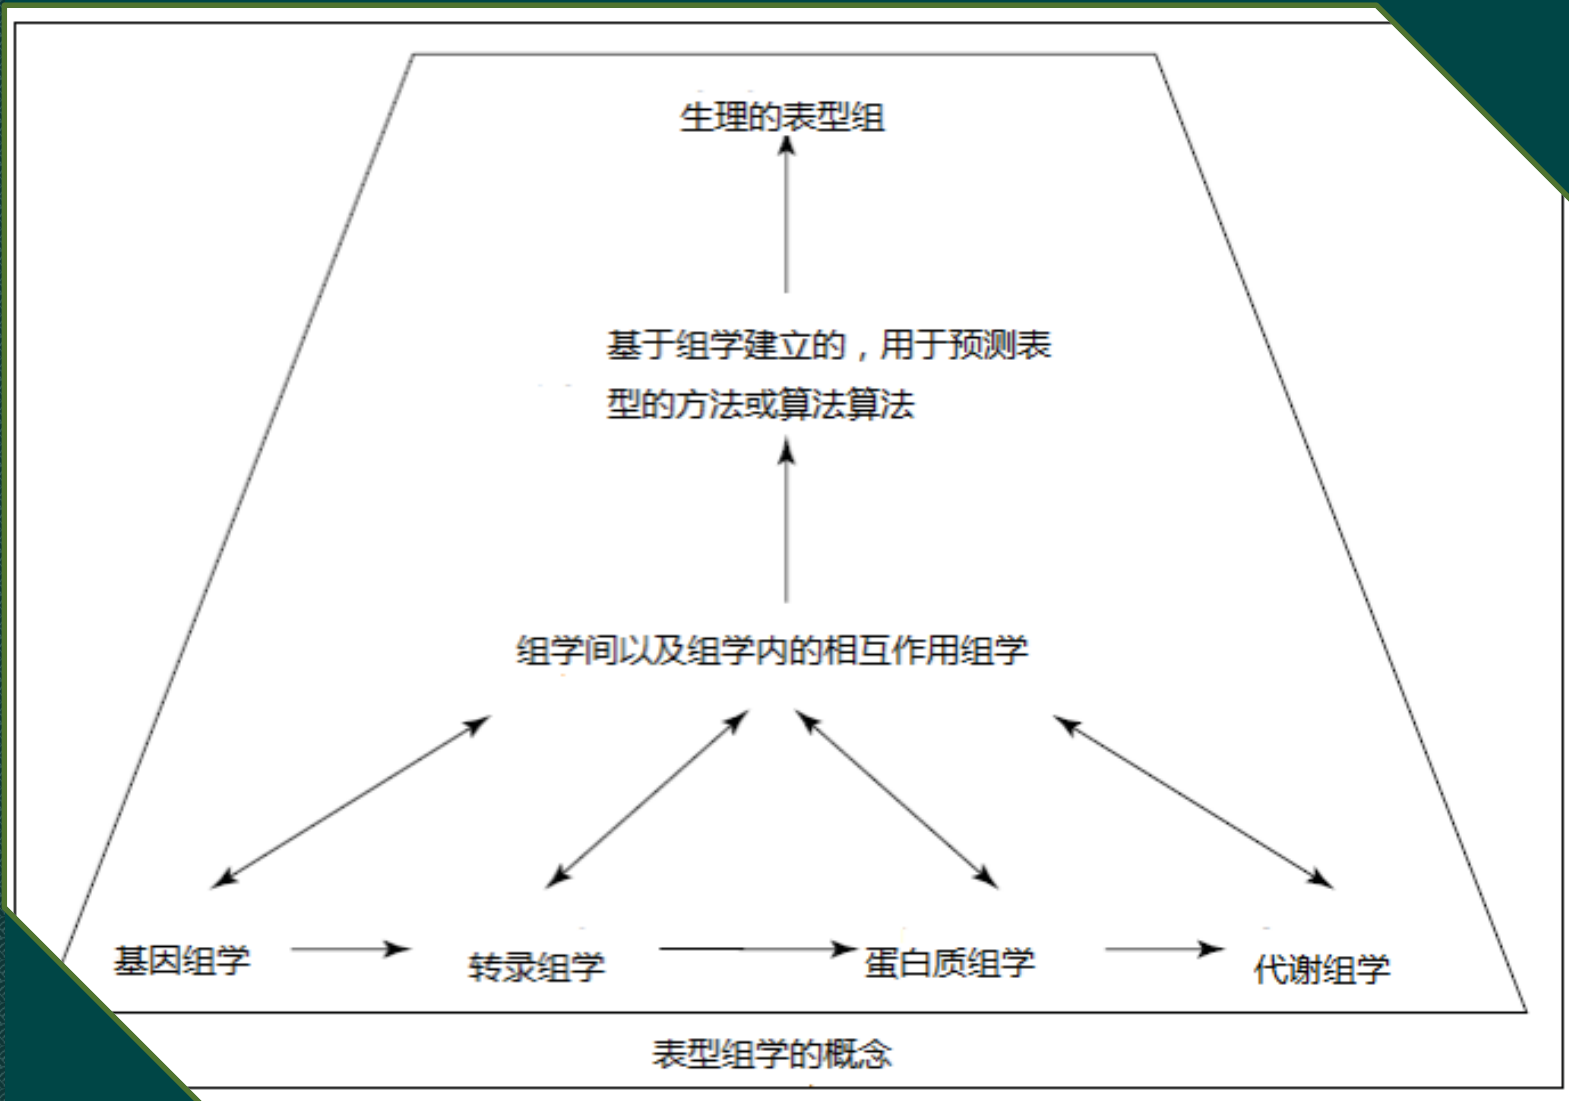 生理的表型组
基于组学建立的，用于预测表
型的方法或算法算法
组学间以及组学内的相互作用组学
基因组学
转录组学
蛋白质组学
代谢组学
表型组学的概念